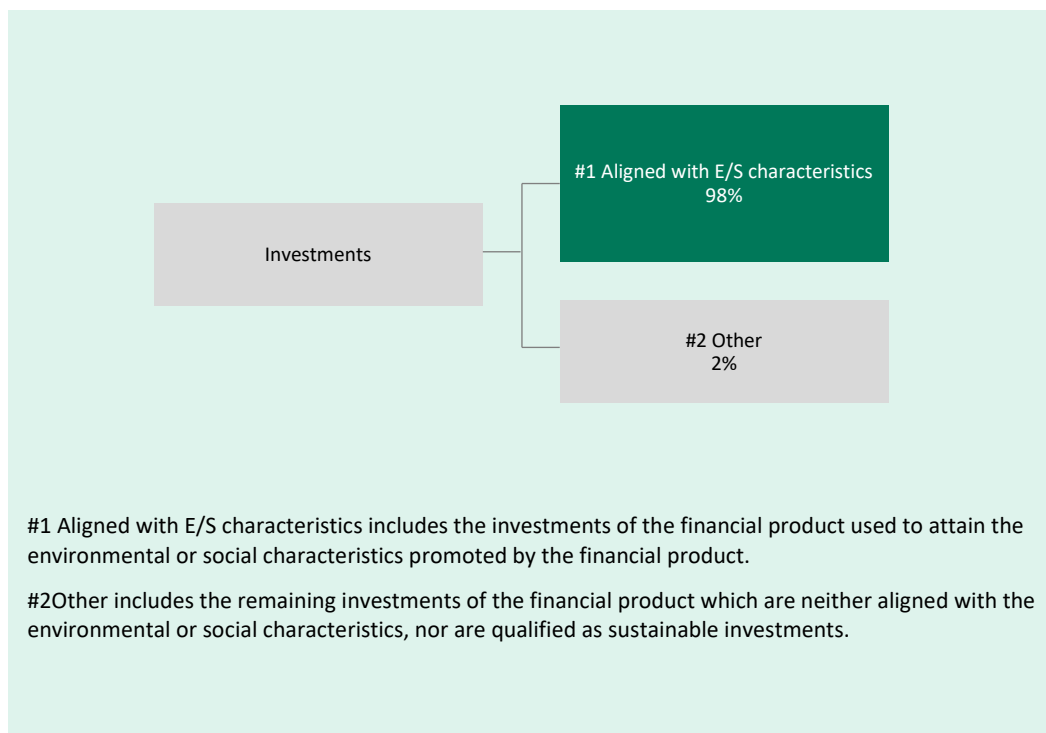 #1 Aligned with E/S characteristics
98%
Investments
#2 Other
2%
#1 Aligned with E/S characteristics includes the investments of the financial product used to attain the
environmental or social characteristics promoted by the financial product.
#2Other includes the remaining investments of the financial product which are neither aligned with the
environmental or social characteristics, nor are qualified as sustainable investments.